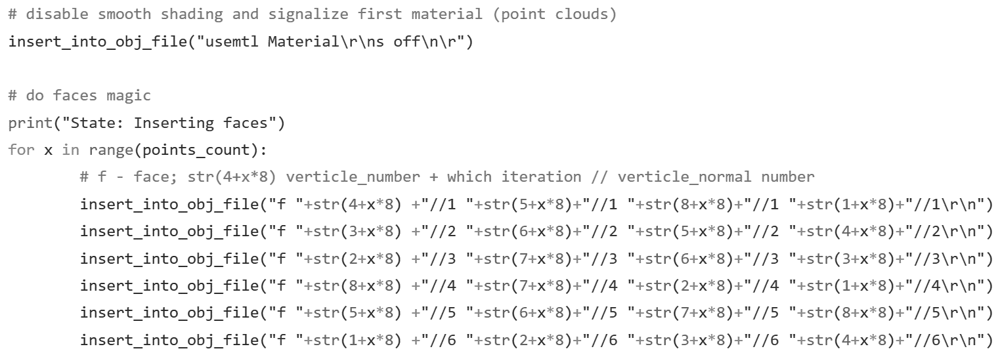 # disable smooth shading and signalize first material (point clouds)
insert_into_obj_file("usemtl Material\r\ns off\n\r")
# do faces magic
print("State: Inserting faces")
for x in range(points_count):
# f - face; str(4+x*8) verticle_number + which iteration // verticle_normal number
insert_into_obj_file("f "+str(4+x*8) +"//1 "+str(5+x*8)+"//1 "+str(8+x*8)+"//1 "+str(1+x*8)+"//1\r\n")
insert_into_obj_file("f "+str(3+x*8) +"//2 "+str(6+x*8)+"//2 "+str(5+x*8)+"//2 "+str(4+x*8)+"//2\r\n")
insert_into_obj_file("f "+str(2+x*8) +"//3 "+str(7+x*8)+"//3 "+str(6+x*8)+"//3 "+str(3+x*8)+"//3\r\n")
insert_into_obj_file("f "+str(8+x*8) +"//4 "+str(7+x*8)+"//4 "+str(2+x*8)+"//4 "+str(1+x*8)+"//4\r\n")
insert_into_obj_file("f "+str(5+x*8) +"//5 "+str(6+x*8)+"//5 "+str(7+x*8)+"//5 "+str(8+x*8)+"//5\r\n")
insert_into_obj_file("f "+str(1+x*8) +"//6 "+str(2+x*8)+"//6 "+str(3+x*8)+"//6 "+str(4+x*8)+"//6\r\n")